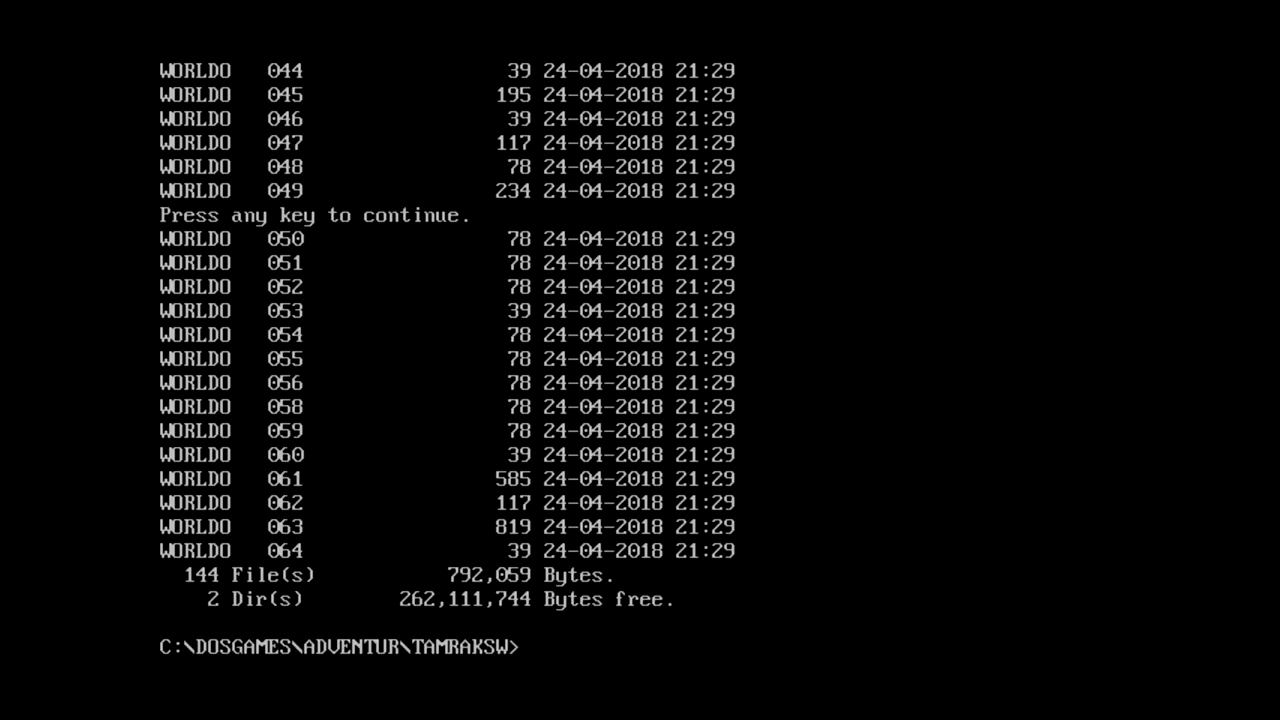 WORLDO 044 39 24-04-2018 21:29
WORLDO 045 195 24-04-2018 21:29
WORLDO 046 39 24-04-2018 21:29
WORLDO 047 117 24-04-2018 21:29
WORLDO 048 78 24-04-2018 21:29
WORLDO 049 234 24-04-2018 21:29
Press any key to continue.
WORLDO 050 78 24-04-2018 21:29
WORLDO 051 78 24-04-2018 21:29
WORLDO 052 78 24-04-2018 21:29
WORLDO 053 39 24-04-2018 21:29
WORLDO 054 78 24-04-2018 21:29
WORLDO 055 78 24-04-2018 21:29
WORLDO 056 78 24-04-2018 21:29
WORLDO 058 78 24-04-2018 21:29
WORLDO 059 78 24-04-2018 21:29
WORLDO 060 39 24-04-2018 21:29
WORLDO 061 585 24-04-2018 21:29
WORLDO 062 117 24-04-2018 21:29
WORLDO 063 819 24-04-2018 21:29
WORLDO 064 39 24-04-2018 21:29
144 File(s) 792,059 Bytes.
2 Dir(s) 262,111,744 Bytes free.
C:\DOSGAMES\ADVENTUR\TAMRAKSW>